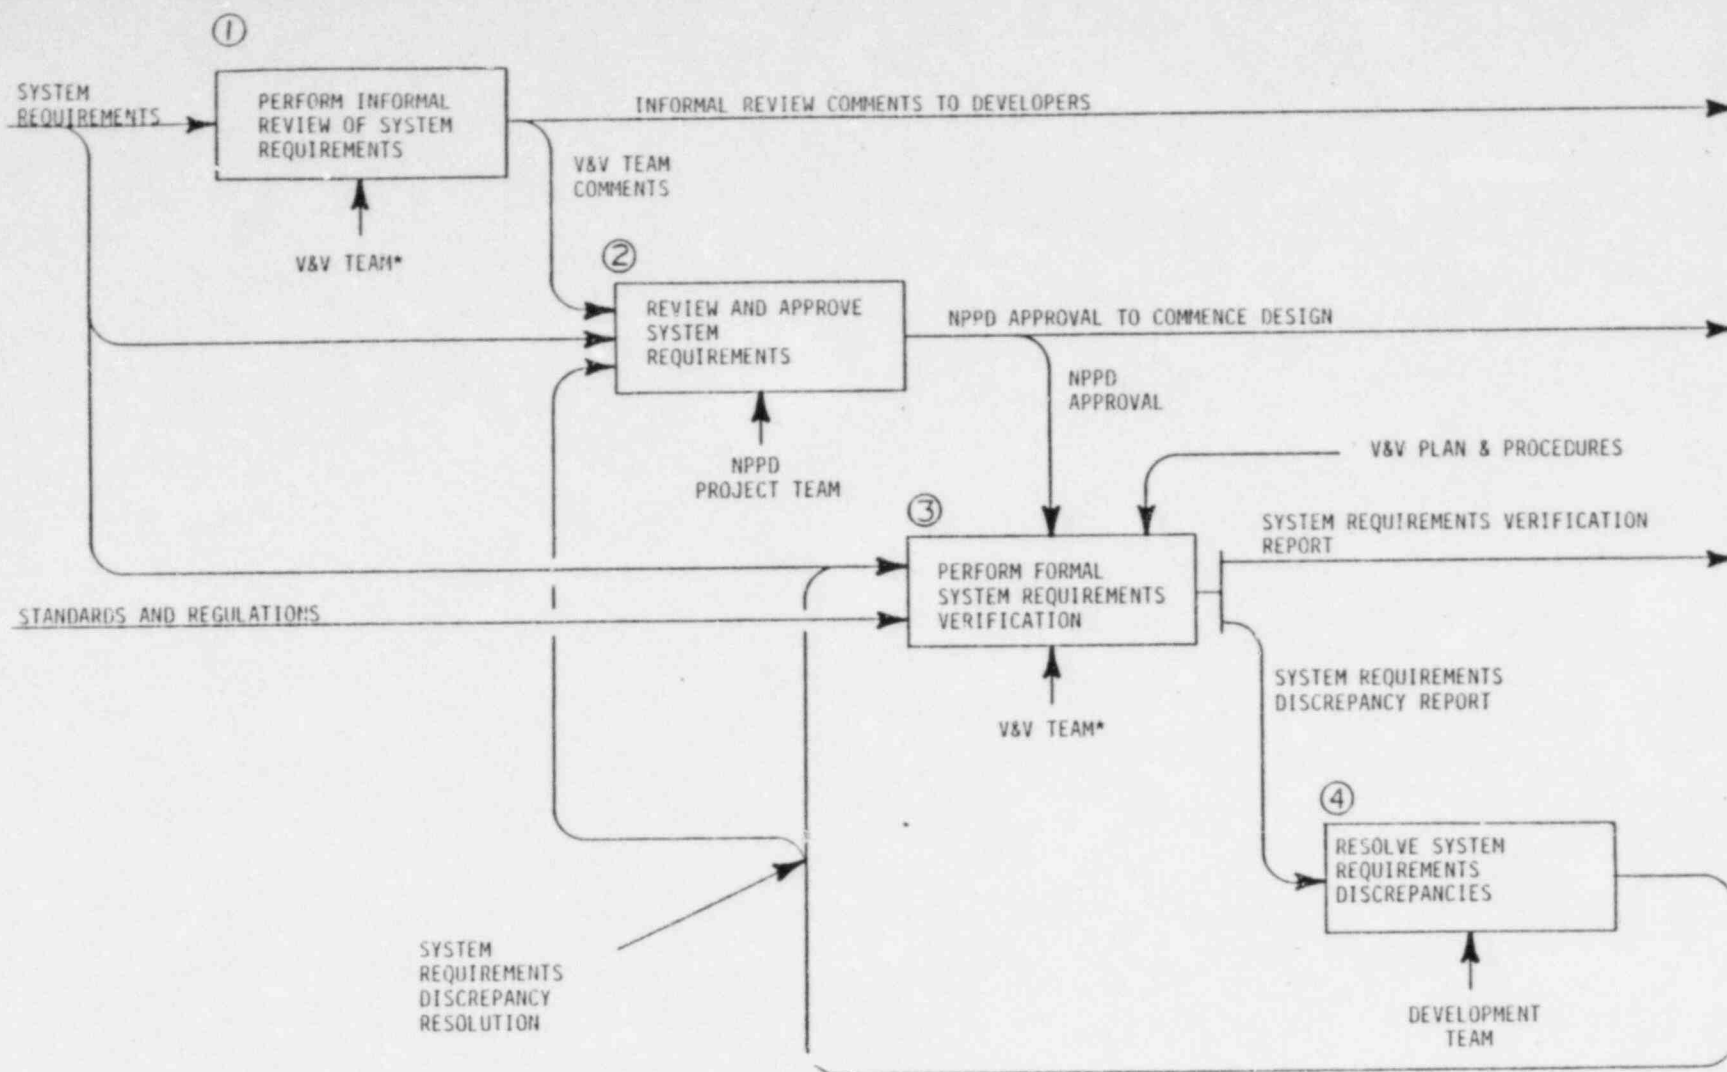 ①
SYSTEM
REQUIREMENTS
PERFORM INFORMAL
REVIEW OF SYSTEM
REQUIREMENTS
INFORMAL REVIEW COMMENTS TO DEVELOPERS
V&V TEAM
COMMENTS
V&V TEAM*
②
REVIEW AND APPROVE
SYSTEM
REQUIREMENTS
NPPD APPROVAL TO COMMENCE DESIGN
NPPD
APPROVAL
NPPD
PROJECT TEAM
V&V PLAN & PROCEDURES
③
SYSTEM REQUIREMENTS VERIFICATION
REPORT
PERFORM FORMAL
SYSTEM REQUIREMENTS
VERIFICATION
STANDARDS AND REGULATIONS
SYSTEM REQUIREMENTS
DISCREPANCY REPORT
V&V TEAM*
④
RESOLVE SYSTEM
REQUIREMENTS
DISCREPANCIES
SYSTEM
REQUIREMENTS
DISCREPANCY
RESOLUTION
DEVELOPMENT
TEAM